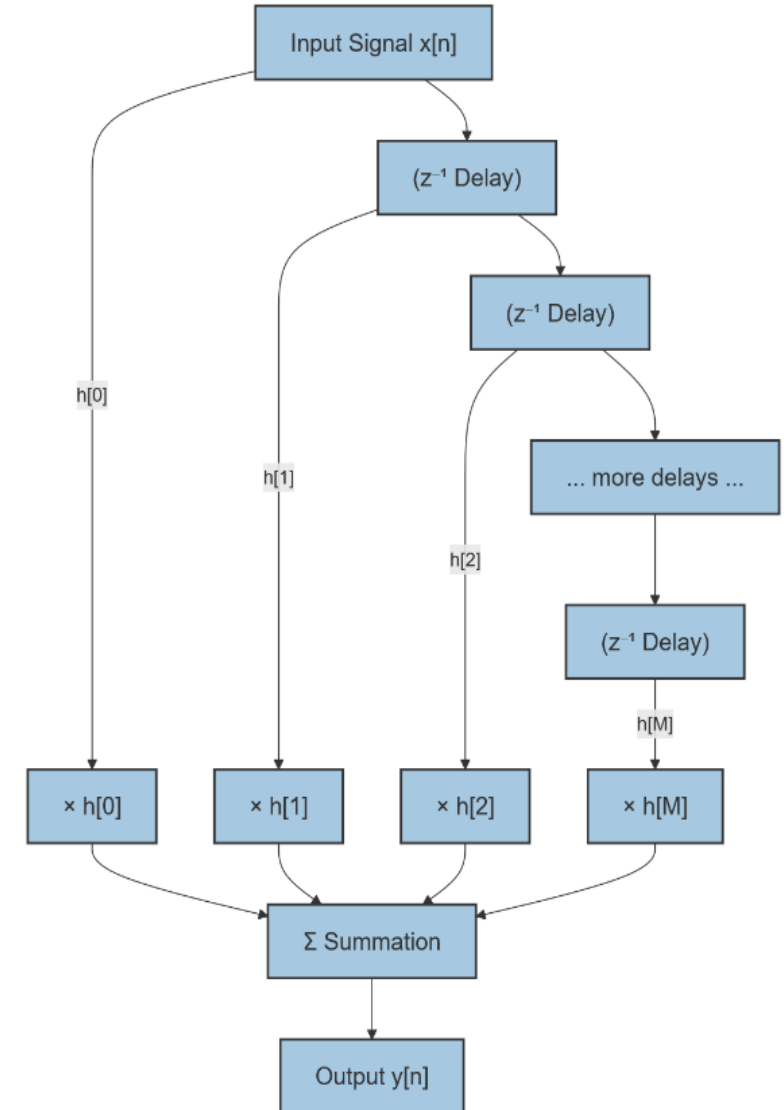 Input Signal x[n]
(z⁻¹ Delay)
(z⁻¹ Delay)
h[0]
... more delays ...
h[1]
h[2]
(z⁻¹ Delay)
h[M]
× h[0]
× h[1]
× h[2]
× h[M]
Σ Summation
Output y[n]